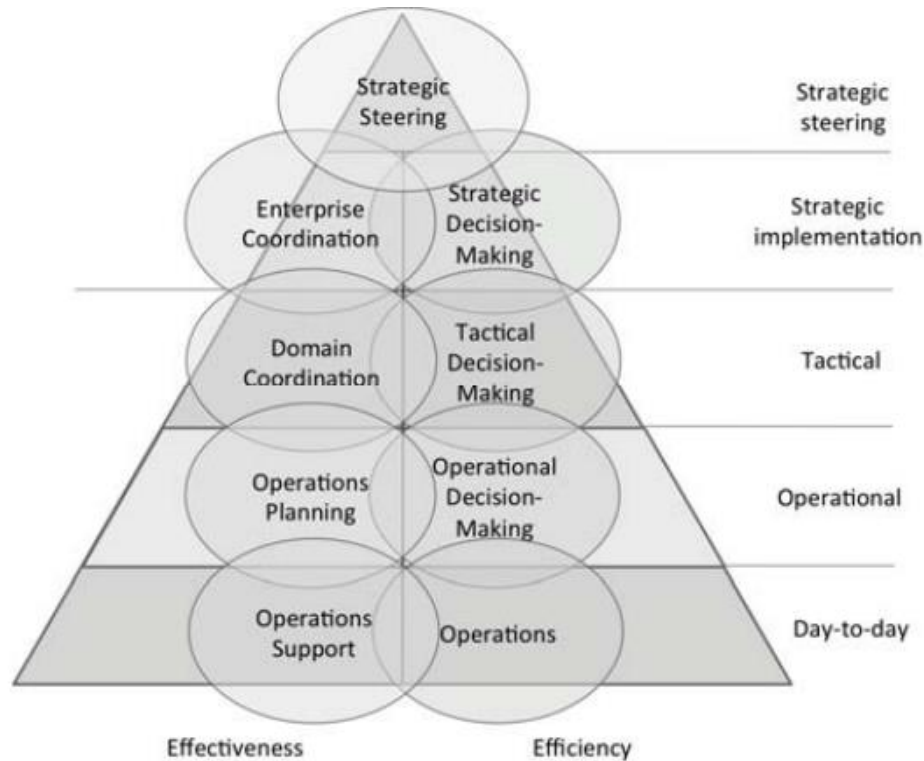 Strategic
Steering
Strategic
steering
Enterprise
Coordination
Strategic
Decision-
Making
Strategic
implementation
Domain
Coordination
Tactical
Decision-
Making
Tactical
Operations
Planning
Operational
Decision-
Making
Operational
Operations
Support
Operations
Day-to-day
Effectiveness
Efficiency